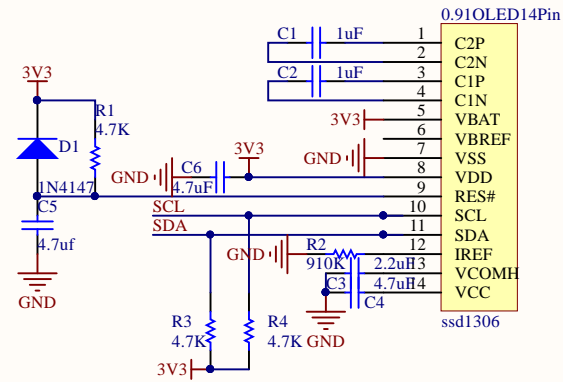 0.91OLED14Pin
C1 1uF 1 C2P
2 C2N
C2 1uF 3 C1P
4 C1N
3V3 5 VBAT
6 VBREF
GND 7 VSS
3V3
C6 4.7uF GND 8 VDD
9 RES#
SCL 10 SCL
SDA 11 SDA
GND R2 910K 12 IREF
C3 2.2uF 13 VCOMH
C4 4.7uF 14 VCC
GND
ssd1306
3V3
R1
4.7K
D1
1N4147
C5
4.7uf
GND
R3 R4
4.7K 4.7K
3V3